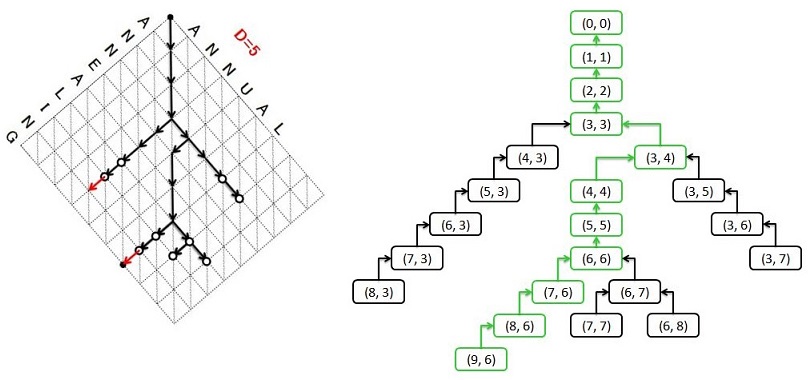 A N N E A L I N G
A N N U A L
D=5
(0, 0)
(1, 1)
(2, 2)
(3, 3)
(4, 3) (3, 4)
(5, 3) (4, 4) (3, 5)
(6, 3) (5, 5) (3, 6)
(7, 3) (6, 6) (3, 7)
(8, 3) (7, 6) (6, 7)
(8, 6) (7, 7) (6, 8)
(9, 6)